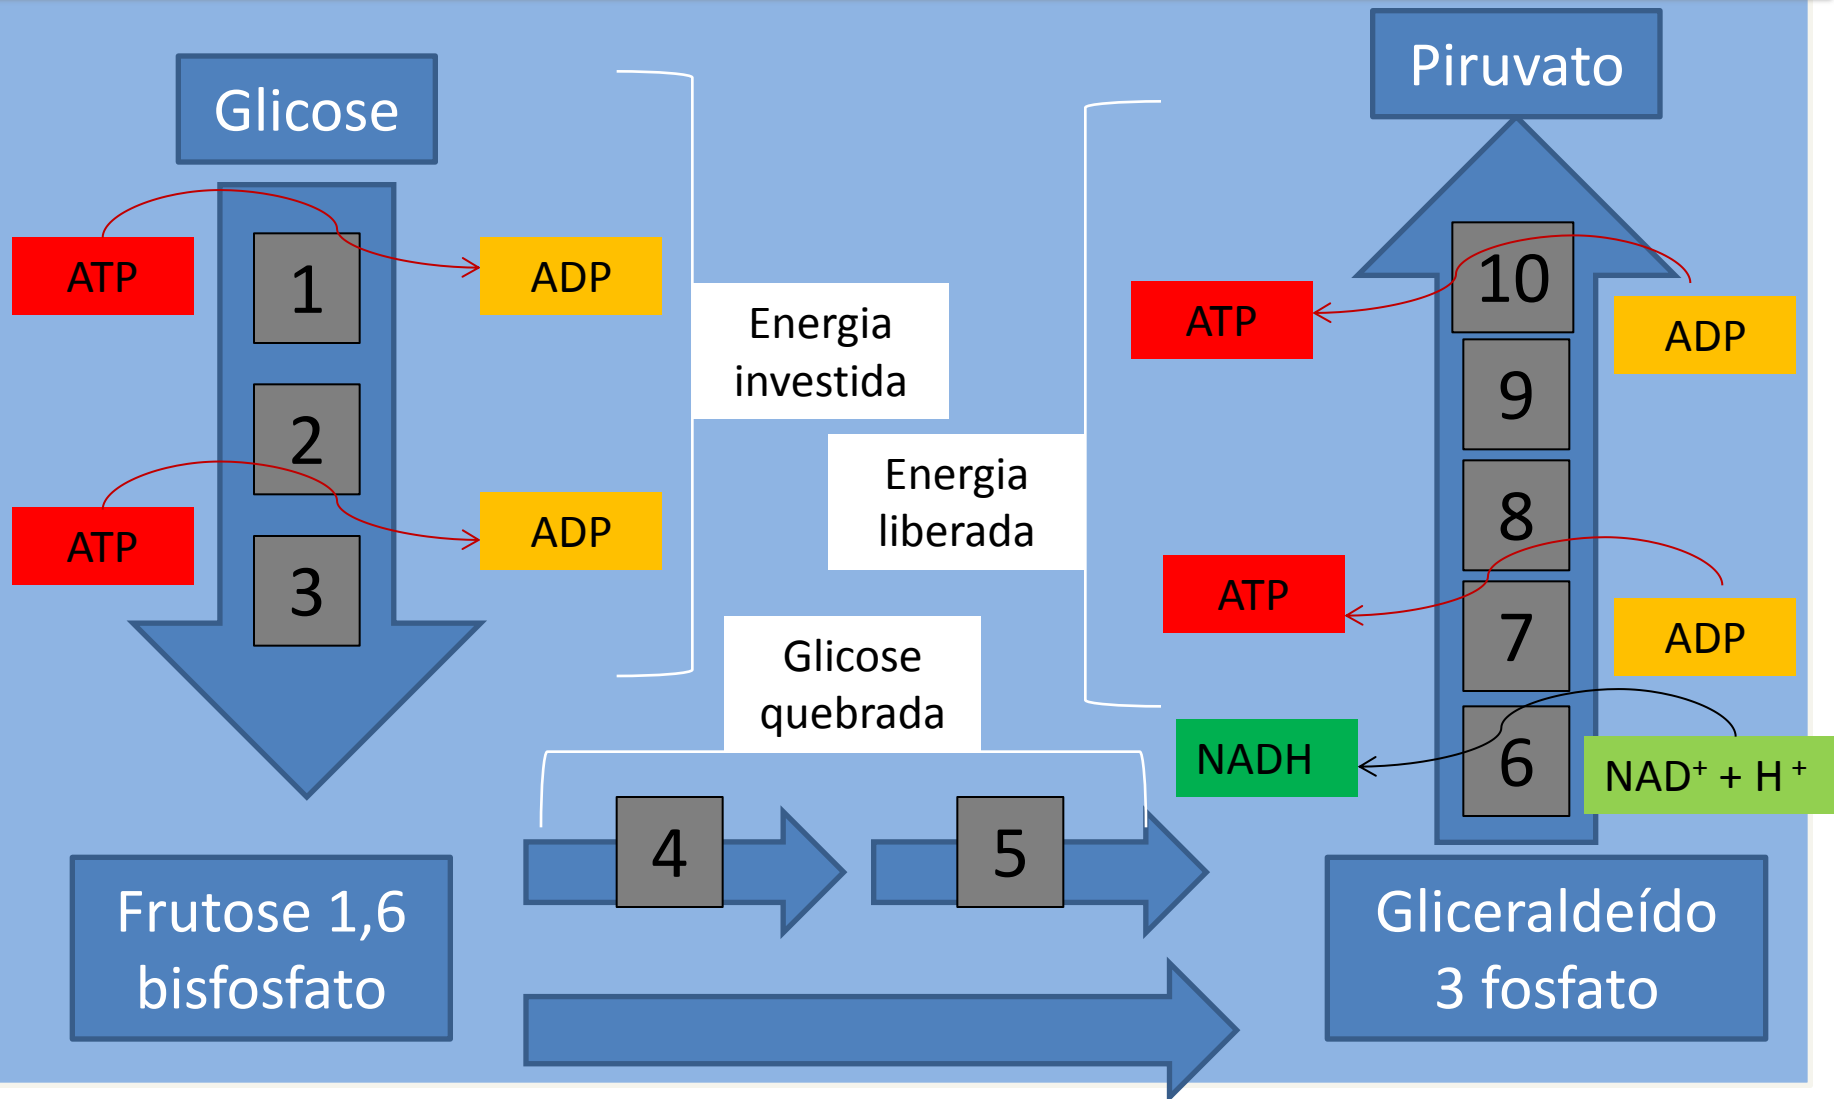 Glicose
ATP
1
ADP
2
ATP
ADP
3
Energia
investida
Frutose 1,6
bisfosfato
Glicose
quebrada
4
5
Energia
liberada
Piruvato
10
ATP
ADP
9
8
ATP
7
ADP
NADH
6
NAD⁺ + H ⁺
Gliceraldeído
3 fosfato